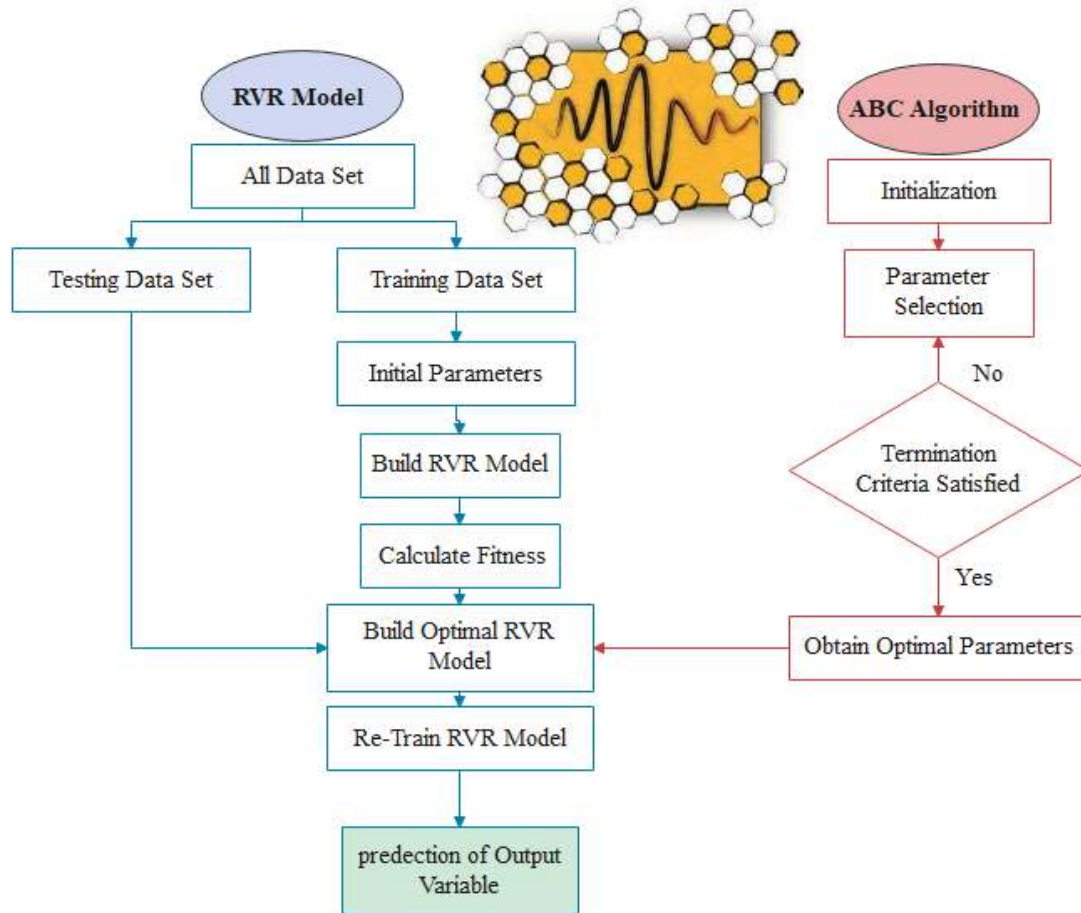 RVR Model
All Data Set
Testing Data Set
Training Data Set
Initial Parameters
Build RVR Model
Calculate Fitness
Build Optimal RVR
Model
Re-Train RVR Model
predection of Output
Variable
ABC Algorithm
Initialization
Parameter
Selection
No
Termination
Criteria Satisfied
Yes
Obtain Optimal Parameters